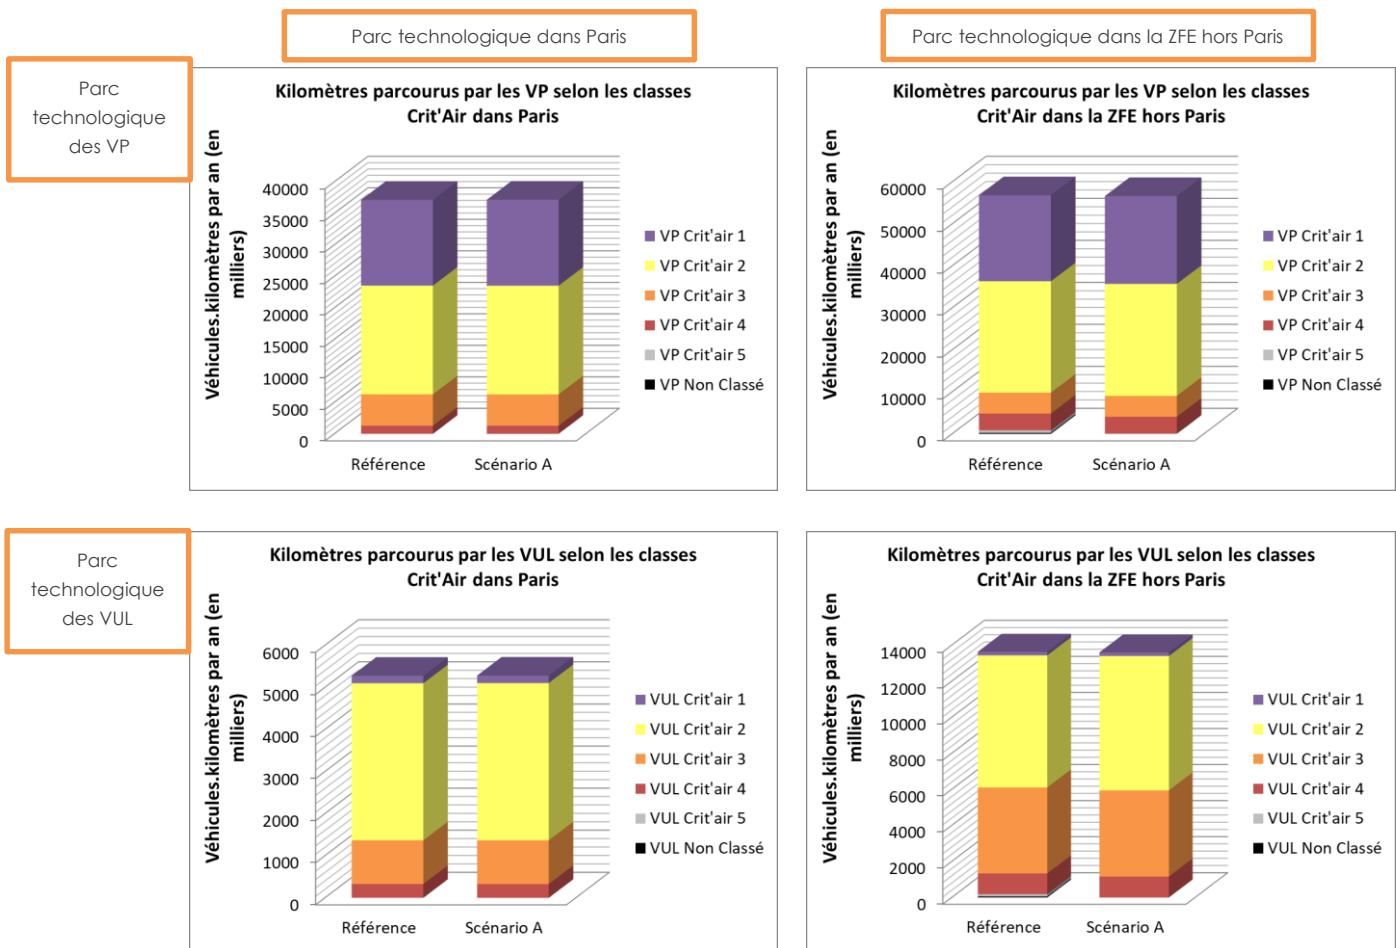 Parc technologique dans Paris
Parc technologique dans la ZFE hors Paris
Parc
technologique
des VP
Kilomètres parcourus par les VP selon les classes
Crit'Air dans Paris
Véhicules.kilomètres par an (en
milliers)
40000
35000
30000
25000
20000
15000
10000
5000
0
Référence
Scénario A
VP Crit'air 1
VP Crit'air 2
VP Crit'air 3
VP Crit'air 4
VP Crit'air 5
VP Non Classé
Kilomètres parcourus par les VP selon les classes
Crit'Air dans la ZFE hors Paris
Véhicules.kilomètres par an (en
milliers)
60000
50000
40000
30000
20000
10000
0
Référence
Scénario A
VP Crit'air 1
VP Crit'air 2
VP Crit'air 3
VP Crit'air 4
VP Crit'air 5
VP Non Classé
Parc
technologique
des VUL
Kilomètres parcourus par les VUL selon les classes
Crit'Air dans Paris
Véhicules.kilomètres par an (en
milliers)
6000
5000
4000
3000
2000
1000
0
Référence
Scénario A
VUL Crit'air 1
VUL Crit'air 2
VUL Crit'air 3
VUL Crit'air 4
VUL Crit'air 5
VUL Non Classé
Kilomètres parcourus par les VUL selon les classes
Crit'Air dans la ZFE hors Paris
Véhicules.kilomètres par an (en
milliers)
14000
12000
10000
8000
6000
4000
2000
0
Référence
Scénario A
VUL Crit'air 1
VUL Crit'air 2
VUL Crit'air 3
VUL Crit'air 4
VUL Crit'air 5
VUL Non Classé